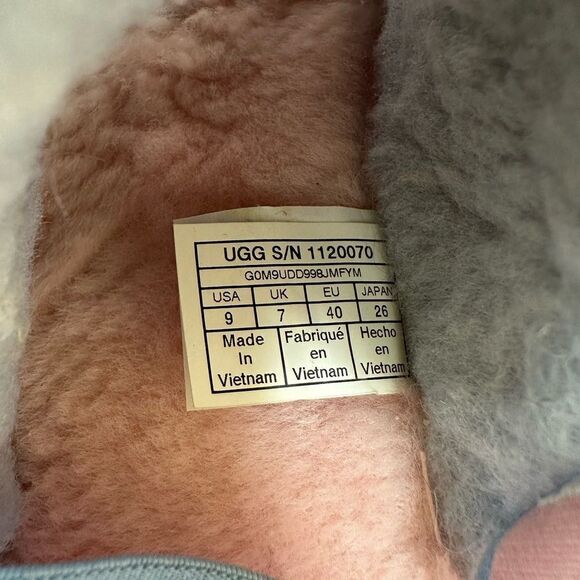 UGG S/N 1120070
G0M9UDD998JMFYM
USA UK EU JAPAN
9 7 40 26
Made Fabriqué Hecho
In en en
Vietnam Vietnam Vietnam